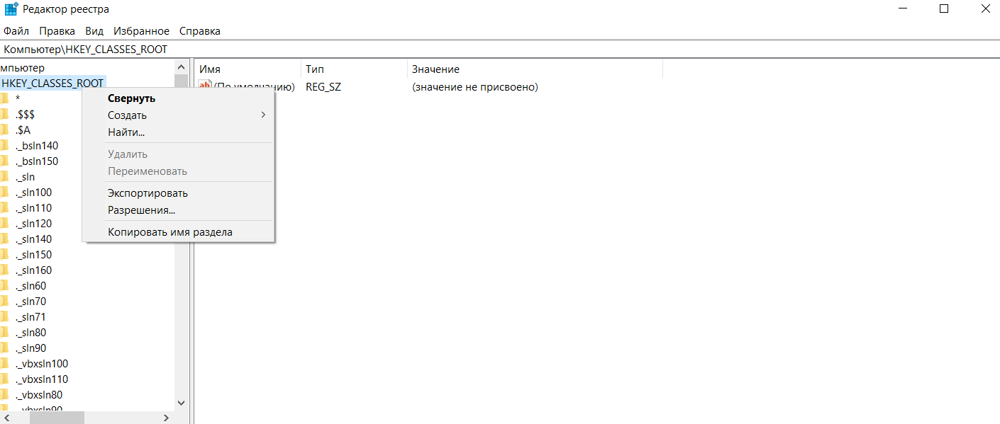 Редактор реестра
Файл Правка Вид Избранное Справка
Компьютер\HKEY_CLASSES_ROOT
мпьютер
HKEY_CLASSES_ROOT
*
.$$$
.$A
._bsln140
._bsln150
._sln
._sln100
._sln110
._sln120
._sln140
._sln150
._sln160
._sln60
._sln70
._sln71
._sln80
._sln90
._vbxsln100
._vbxsln110
._vbxsln80
._vbxsln90
Имя Тип Значение
ab (По умолчанию) REG_SZ (значение не присвоено)
Свернуть
Создать
Найти...
Удалить
Переименовать
Экспортировать
Разрешения...
Копировать имя раздела